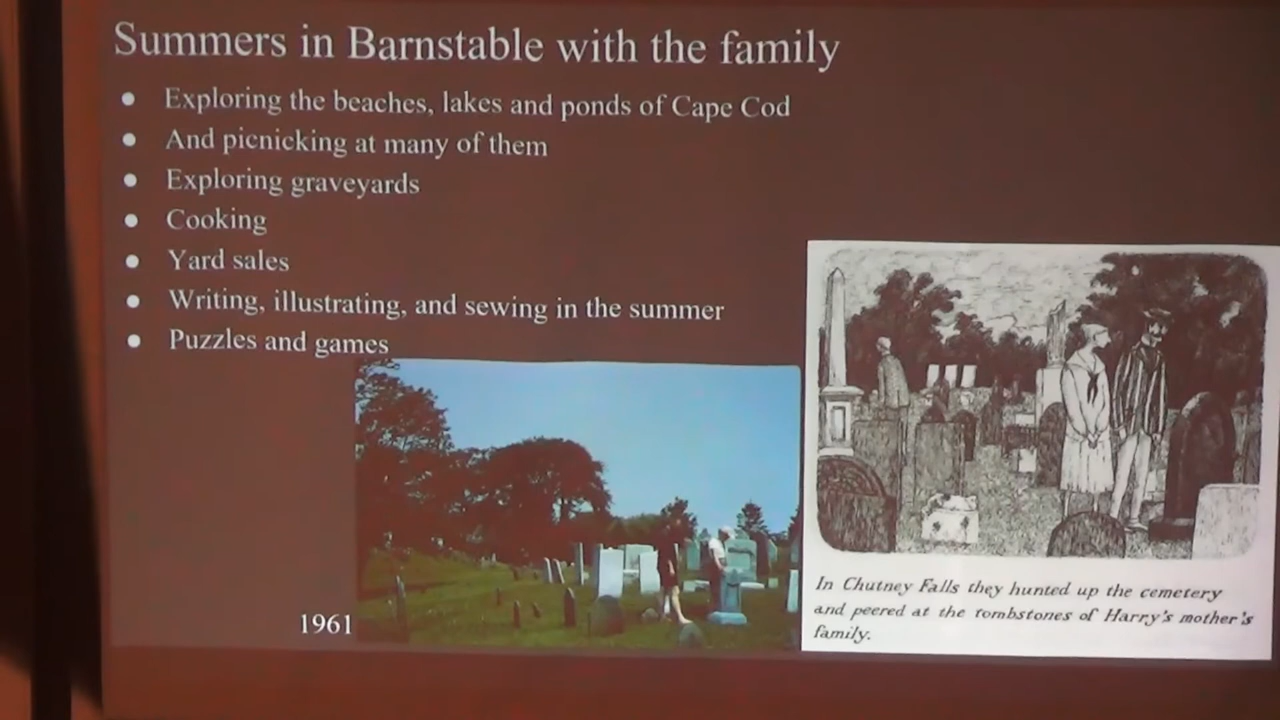 Summers in Barnstable with the family
● Exploring the beaches, lakes and ponds of Cape Cod
● And picnicking at many of them
● Exploring graveyards
● Cooking
● Yard sales
● Writing, illustrating, and sewing in the summer
● Puzzles and games
1961
In Chutney Falls they hunted up the cemetery
and peered at the tombstones of Harry's mother's
family.